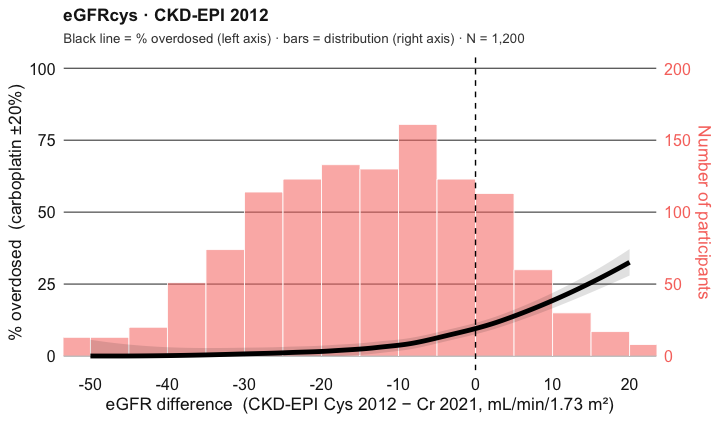 eGFRcys · CKD-EPI 2012
Black line = % overdosed (left axis) · bars = distribution (right axis) · N = 1,200
% overdosed (carboplatin ±20%)
100
75
50
25
0
200
150
100
50
0
Number of participants
-50 -40 -30 -20 -10 0 10 20
eGFR difference (CKD-EPI Cys 2012 − Cr 2021, mL/min/1.73 m²)